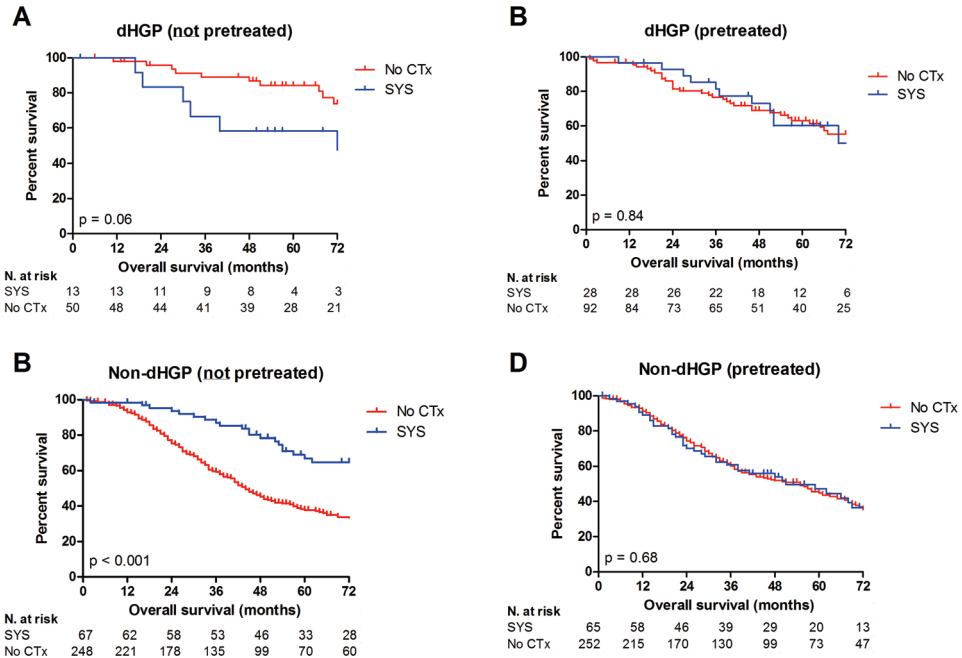 A
dHGP (not pretreated)
Percent survival
100
80
60
40
20
0
No CTx
SYS
p = 0.06
0 12 24 36 48 60 72
Overall survival (months)
N. at risk
SYS 13 13 11 9 8 4 3
No CTx 50 48 44 41 39 28 21
B
dHGP (pretreated)
Percent survival
100
80
60
40
20
0
No CTx
SYS
p = 0.84
0 12 24 36 48 60 72
Overall survival (months)
N. at risk
SYS 28 28 26 22 18 12 6
No CTx 92 84 73 65 51 40 25
B
Non-dHGP (not pretreated)
Percent survival
100
80
60
40
20
0
No CTx
SYS
p < 0.001
0 12 24 36 48 60 72
Overall survival (months)
N. at risk
SYS 67 62 58 53 46 33 28
No CTx 248 221 178 135 99 70 60
D
Non-dHGP (pretreated)
Percent survival
100
80
60
40
20
0
No CTx
SYS
p = 0.68
0 12 24 36 48 60 72
Overall survival (months)
N. at risk
SYS 65 58 46 39 29 20 13
No CTx 252 215 170 130 99 73 47